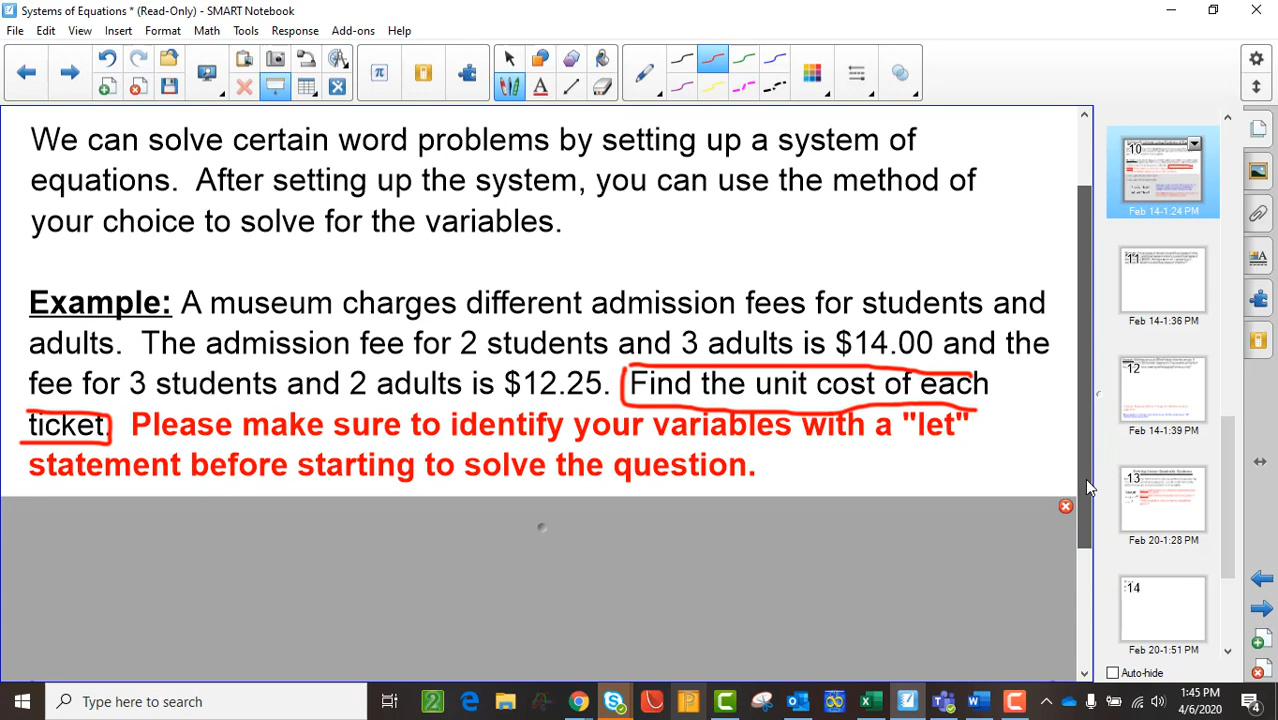 Systems of Equations * (Read-Only) - SMART Notebook
File Edit View Insert Format Math Tools Response Add-ons Help
We can solve certain word problems by setting up a system of
equations. After setting up the system, you can use the method of
your choice to solve for the variables.
Example: A museum charges different admission fees for students and
adults. The admission fee for 2 students and 3 adults is $14.00 and the
fee for 3 students and 2 adults is $12.25. Find the unit cost of each
ticket. Please make sure to identify your variables with a "let"
statement before starting to solve the question.
10
Feb 14-1:24 PM
11
Feb 14-1:36 PM
12
Feb 14-1:39 PM
13
Feb 20-1:28 PM
14
Feb 20-1:51 PM
Auto-hide
Type here to search
1:45 PM
4/6/2020
4